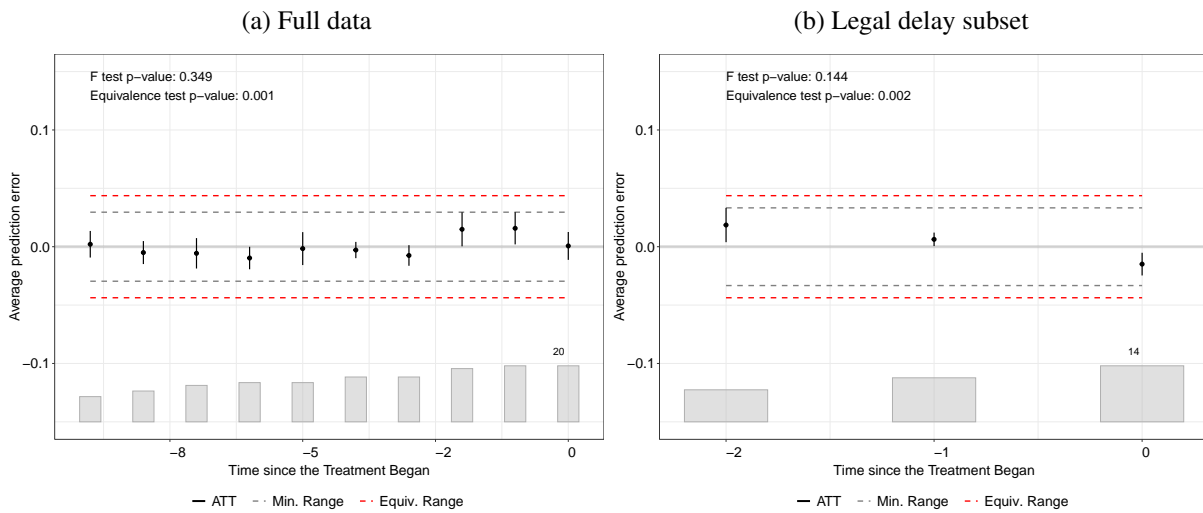 (a) Full data
F test p−value: 0.349
Equivalence test p−value: 0.001
0.1
0.0
−0.1
Average prediction error
20
−8
−5
−2
0
Time since the Treatment Began
ATT
Min. Range
Equiv. Range
(b) Legal delay subset
F test p−value: 0.144
Equivalence test p−value: 0.002
0.1
0.0
−0.1
Average prediction error
14
−2
−1
0
Time since the Treatment Began
ATT
Min. Range
Equiv. Range